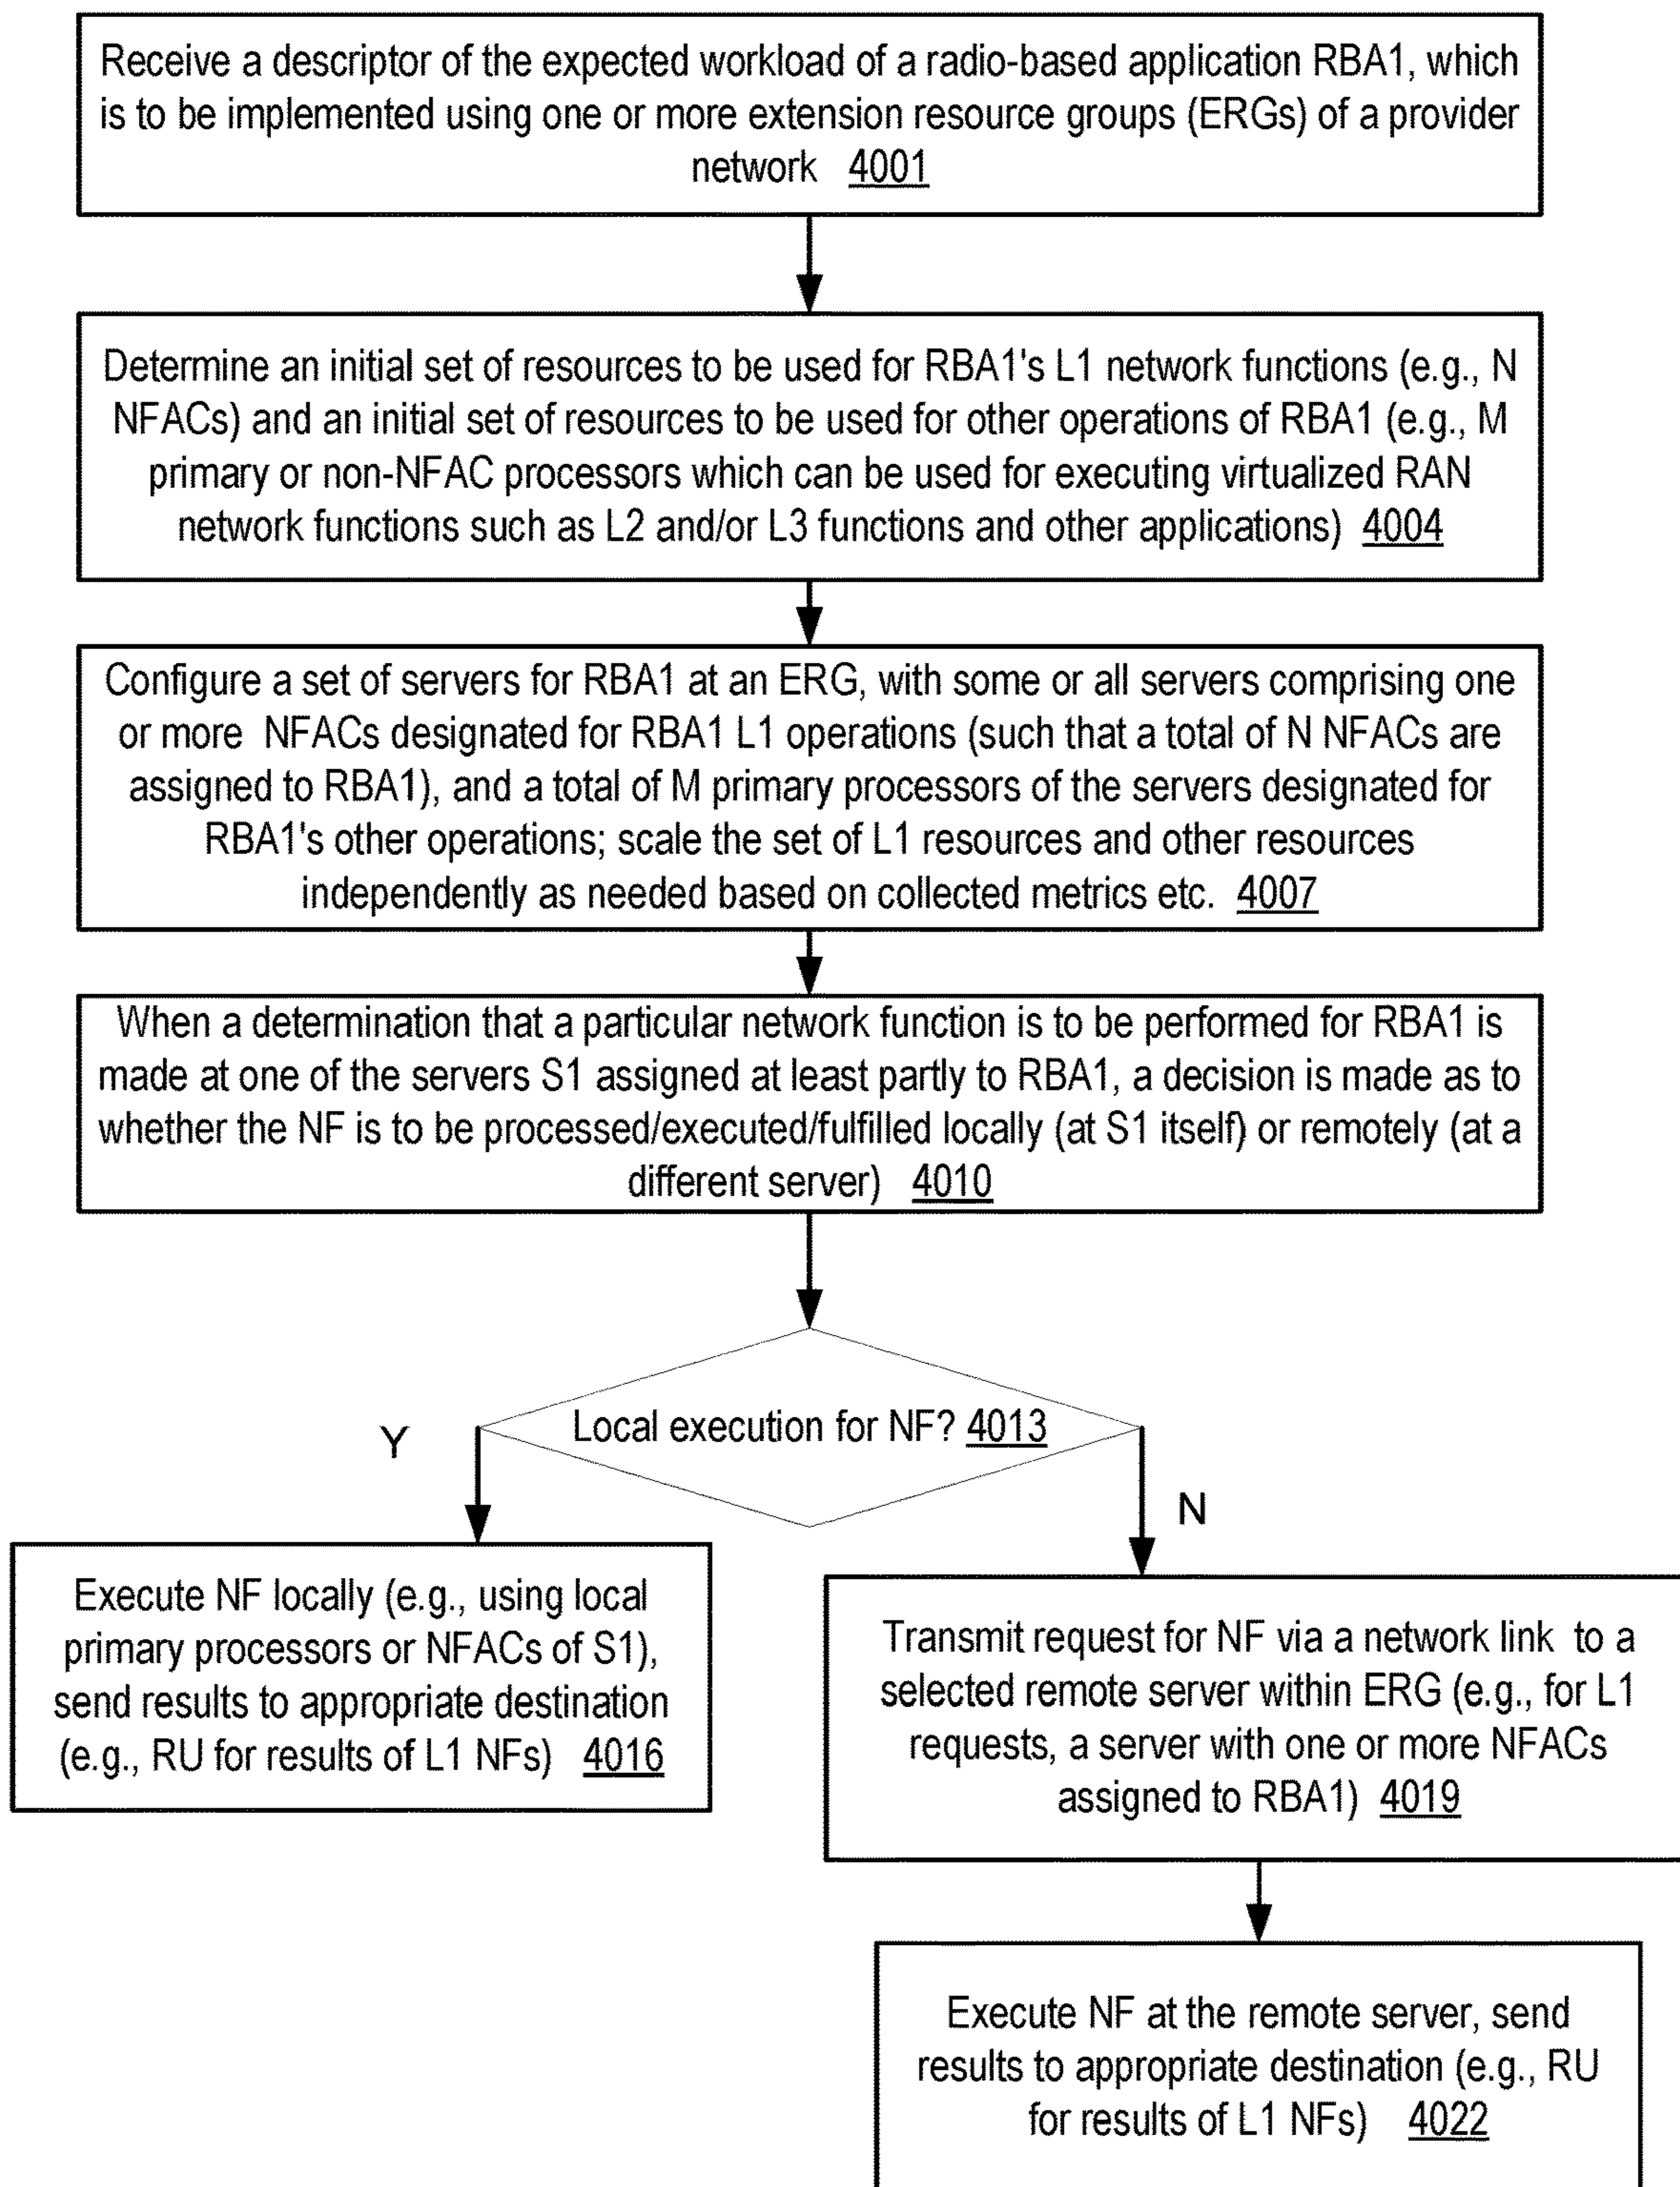 Receive a descriptor of the expected workload of a radio-based application RBA1, which
is to be implemented using one or more extension resource groups (ERGs) of a provider
network 4001
Determine an initial set of resources to be used for RBA1's L1 network functions (e.g., N
NFACs) and an initial set of resources to be used for other operations of RBA1 (e.g., M
primary or non-NFAC processors which can be used for executing virtualized RAN
network functions such as L2 and/or L3 functions and other applications) 4004
Configure a set of servers for RBA1 at an ERG, with some or all servers comprising one
or more NFACs designated for RBA1 L1 operations (such that a total of N NFACs are
assigned to RBA1), and a total of M primary processors of the servers designated for
RBA1's other operations; scale the set of L1 resources and other resources
independently as needed based on collected metrics etc. 4007
When a determination that a particular network function is to be performed for RBA1 is
made at one of the servers S1 assigned at least partly to RBA1, a decision is made as to
whether the NF is to be processed/executed/fulfilled locally (at S1 itself) or remotely (at a
different server) 4010
Local execution for NF? 4013
Y
N
Execute NF locally (e.g., using local
primary processors or NFACs of S1),
send results to appropriate destination
(e.g., RU for results of L1 NFs) 4016
Transmit request for NF via a network link to a
selected remote server within ERG (e.g., for L1
requests, a server with one or more NFACs
assigned to RBA1) 4019
Execute NF at the remote server, send
results to appropriate destination (e.g., RU
for results of L1 NFs) 4022